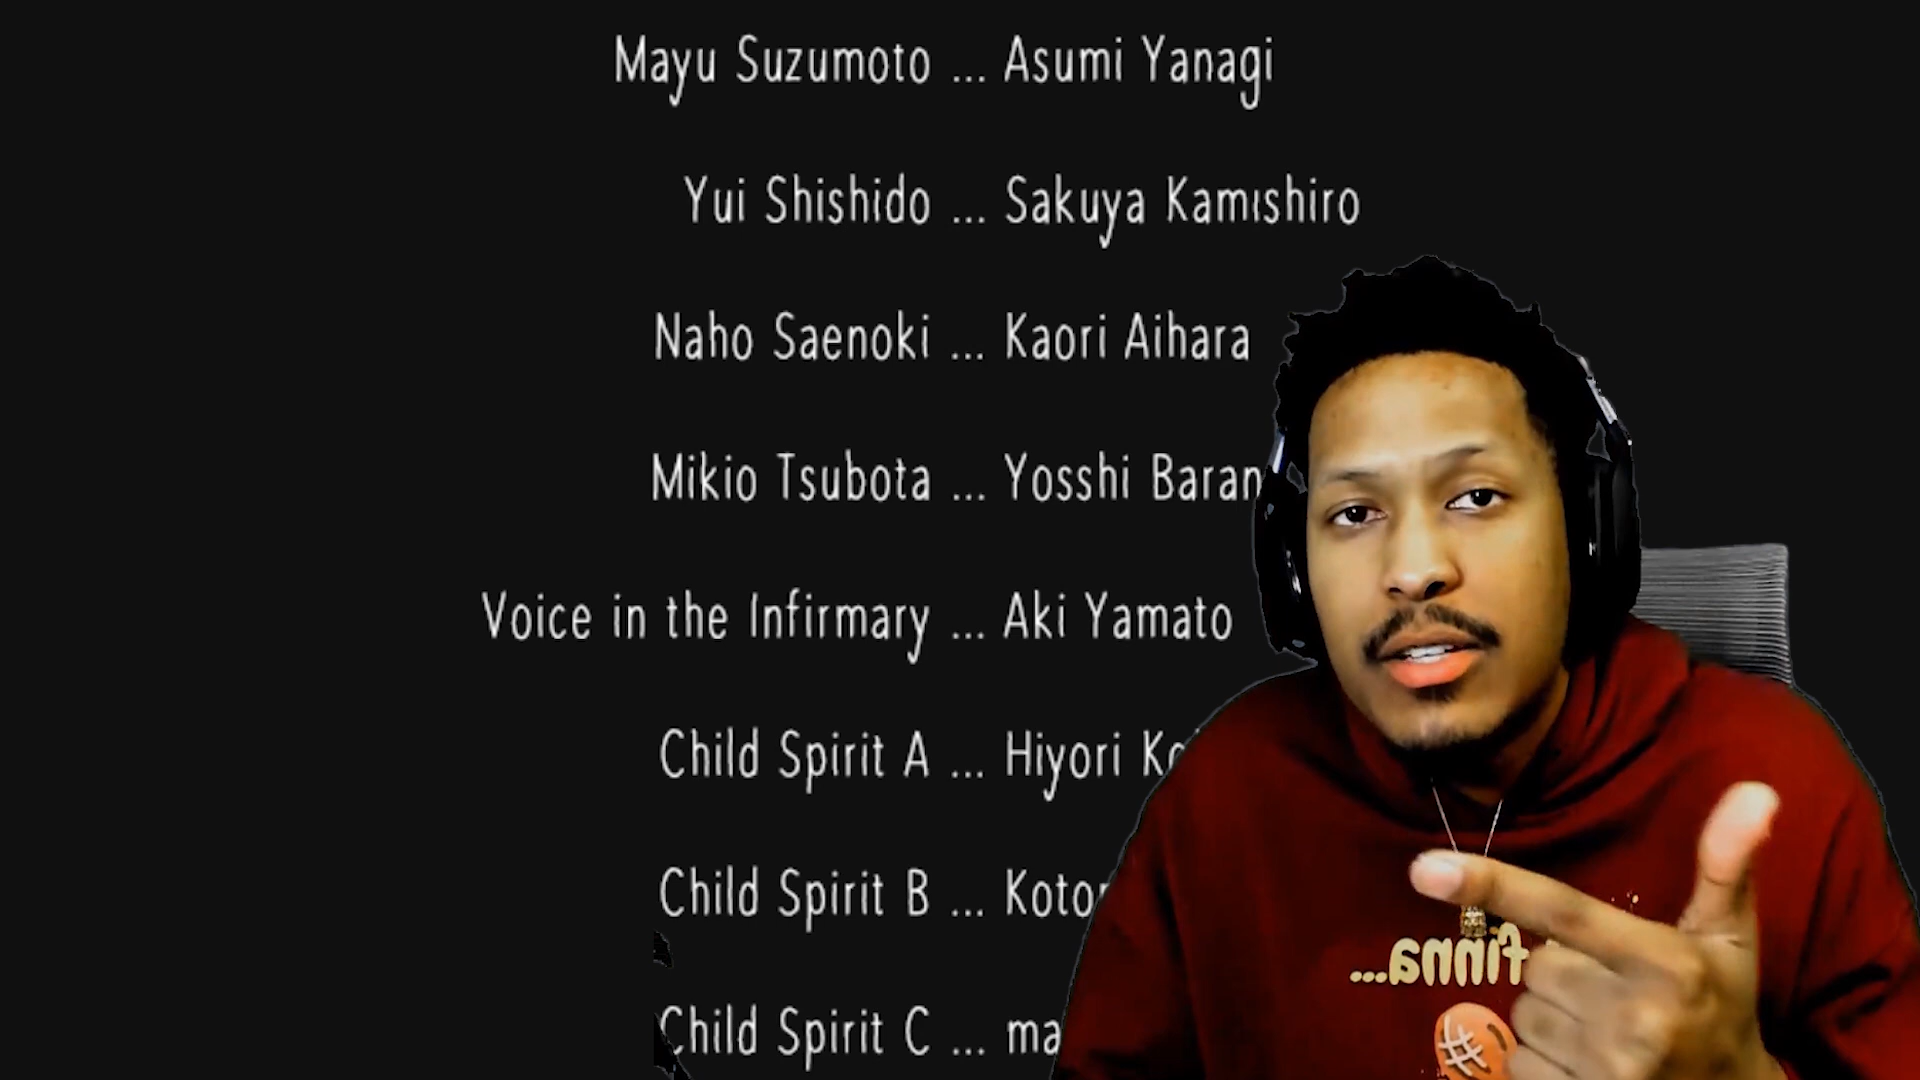 Mayu Suzumoto ... Asumi Yanagi
Yui Shishido ... Sakuya Kamishiro
Naho Saenoki ... Kaori Aihara
Mikio Tsubota ... Yosshi
Voice in the Infirmary ... Aki Yamato
Child Spirit A ... Hiyori
Child Spirit B ...
Child Spirit C ...
finna...